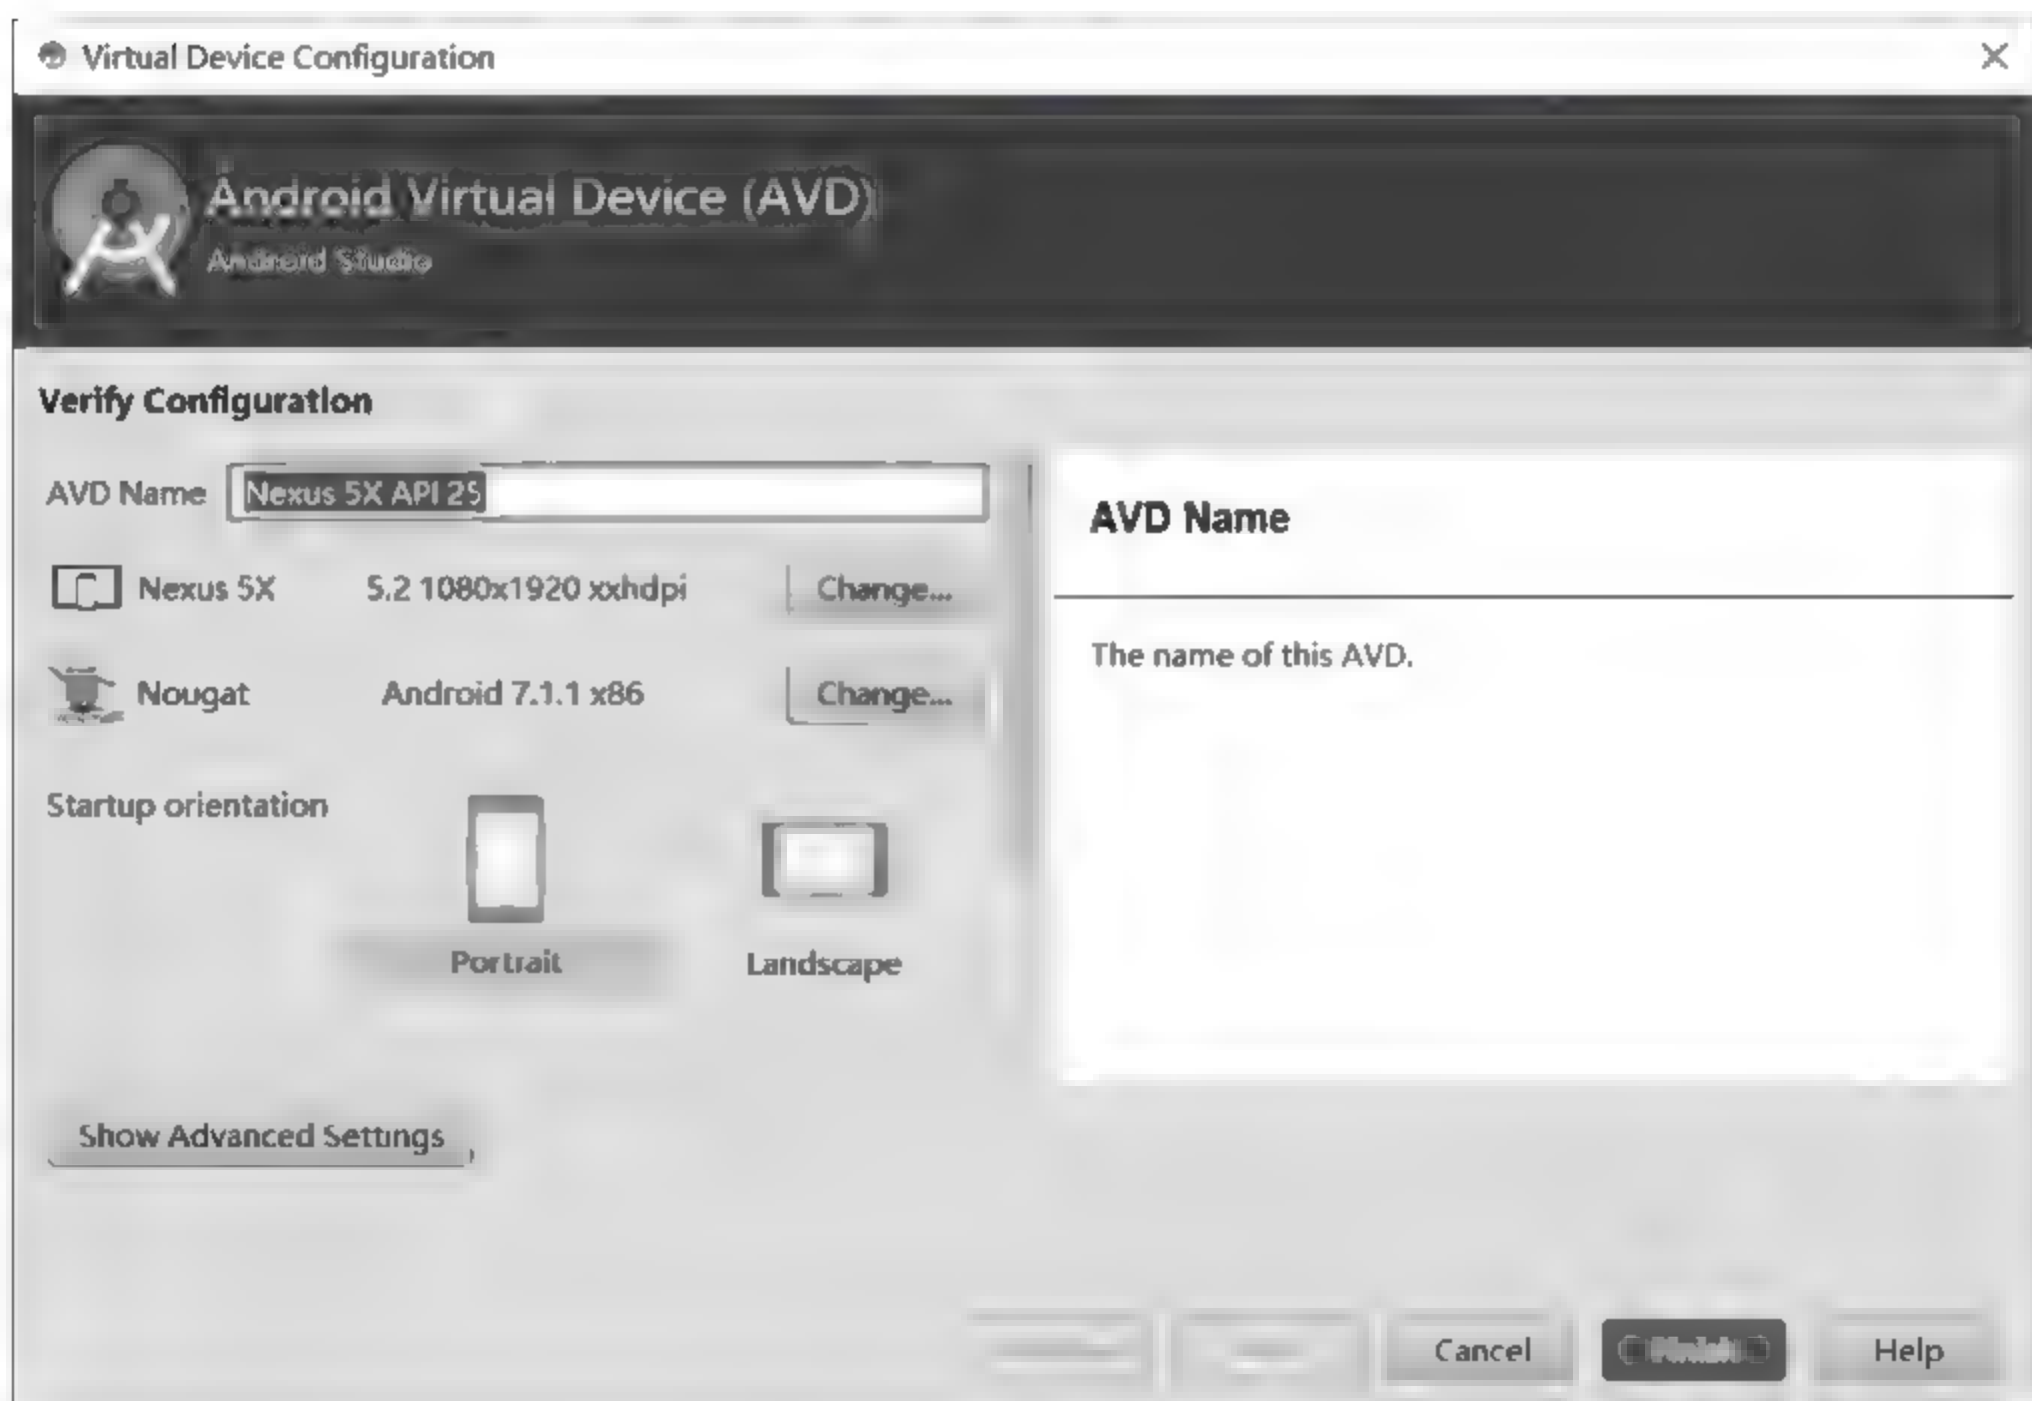 Virtual Device Configuration
Android Virtual Device (AVD)
Android Studio
Verify Configuration
AVD Name Nexus 5X API 25
Nexus 5X 5.2 1080x1920 xxhdpi Change...
Nougat Android 7.1.1 x86 Change...
Startup orientation
Portrait Landscape
Show Advanced Settings
AVD Name
The name of this AVD.
Cancel Help